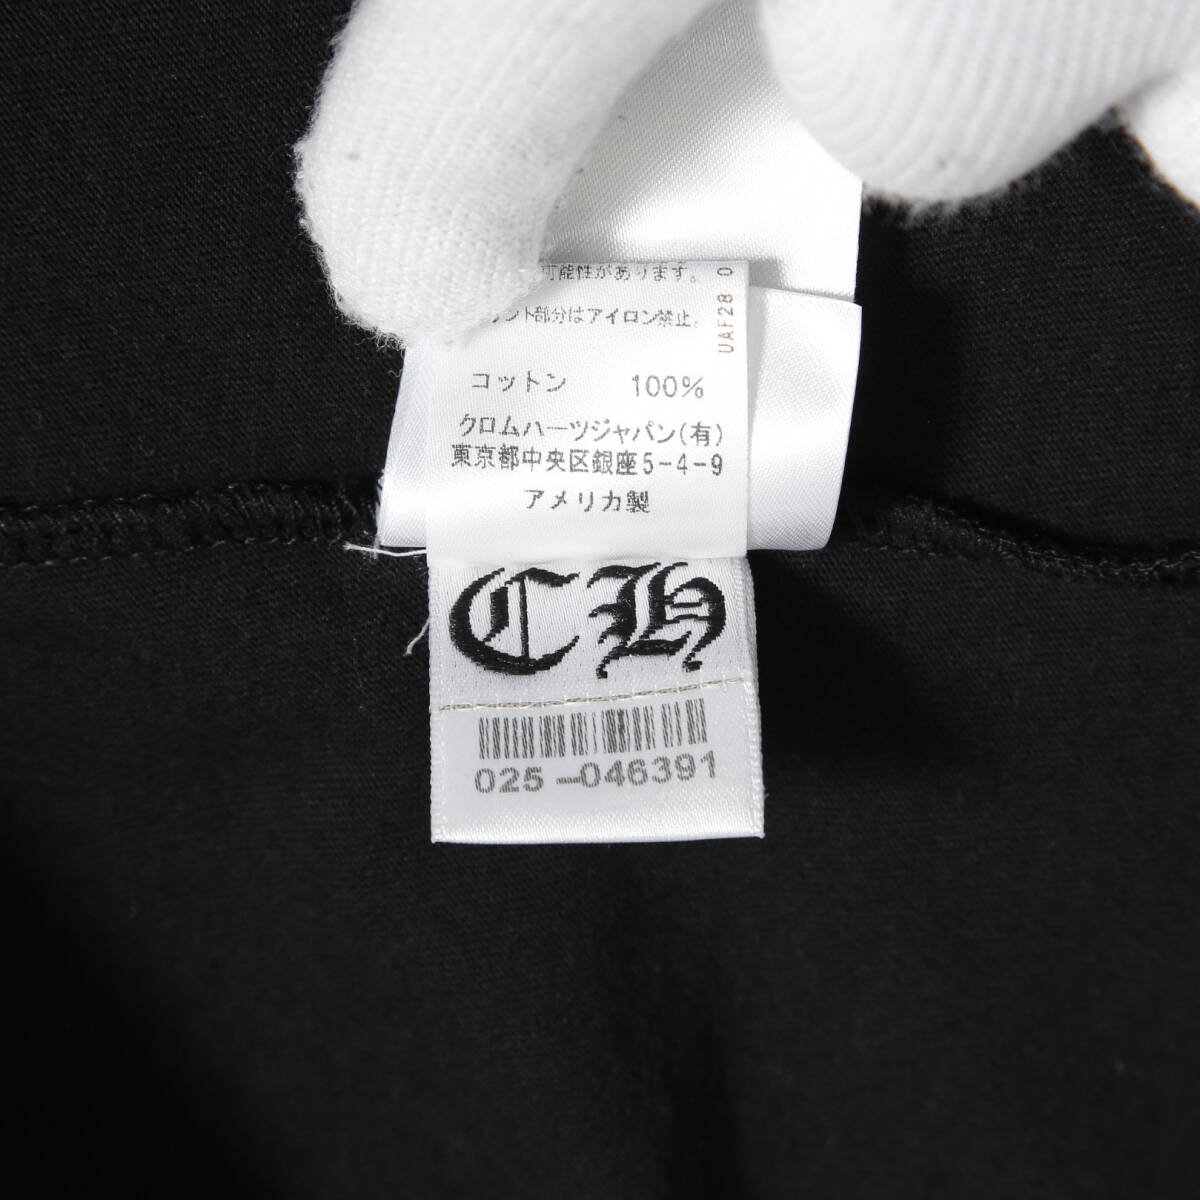 可能性があります。
ント部分はアイロン禁止。
UAF28 0
コットン 100%
クロムハーツジャパン(有)
東京都中央区銀座5-4-9
アメリカ製
CH
025-046391